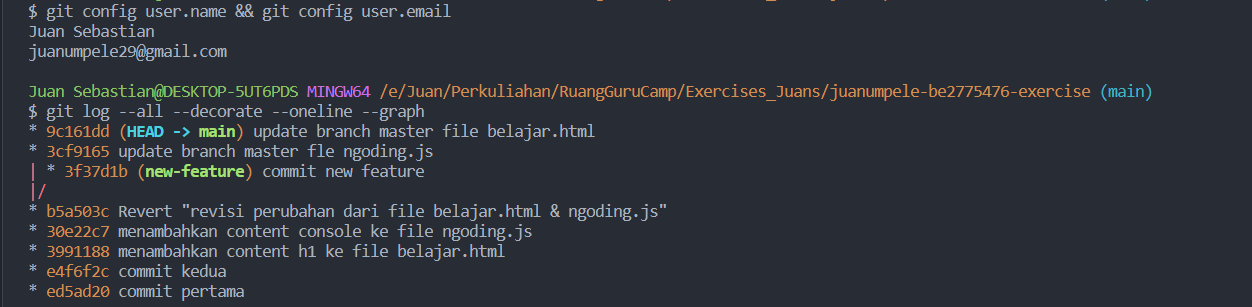 $ git config user.name && git config user.email
Juan Sebastian
juanumpele29@gmail.com
Juan Sebastian@DESKTOP-5UT6PDS MINGW64 /e/Juan/Perkuliahan/RuangGuruCamp/Exercises_Juans/juanumpele-be2775476-exercise (main)
$ git log --all --decorate --oneline --graph
* 9c161dd (HEAD -> main) update branch master file belajar.html
* 3cf9165 update branch master fle ngoding.js
| * 3f37d1b (new-feature) commit new feature
|/
* b5a503c Revert "revisi perubahan dari file belajar.html & ngoding.js"
* 30e22c7 menambahkan content console ke file ngoding.js
* 3991188 menambahkan content h1 ke file belajar.html
* e4f6f2c commit kedua
* ed5ad20 commit pertama